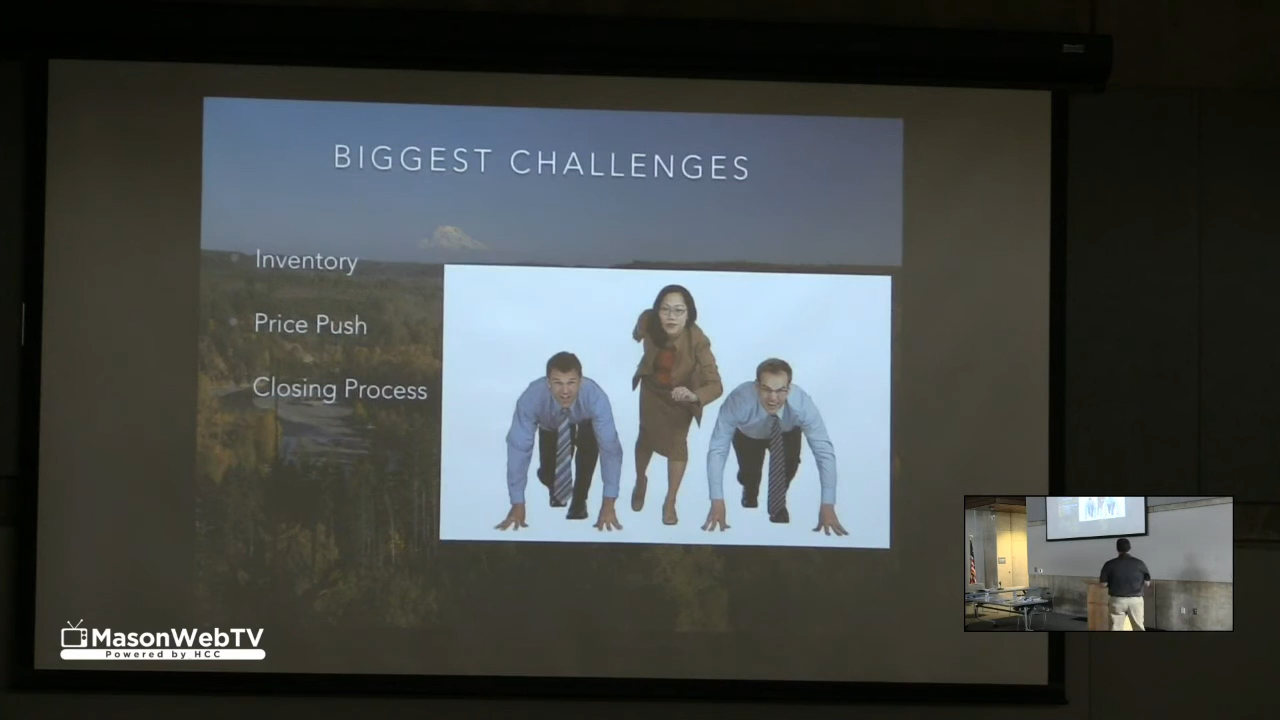 BIGGEST CHALLENGES
Inventory
Price Push
Closing Process
MasonWebTV
Powered by HCC